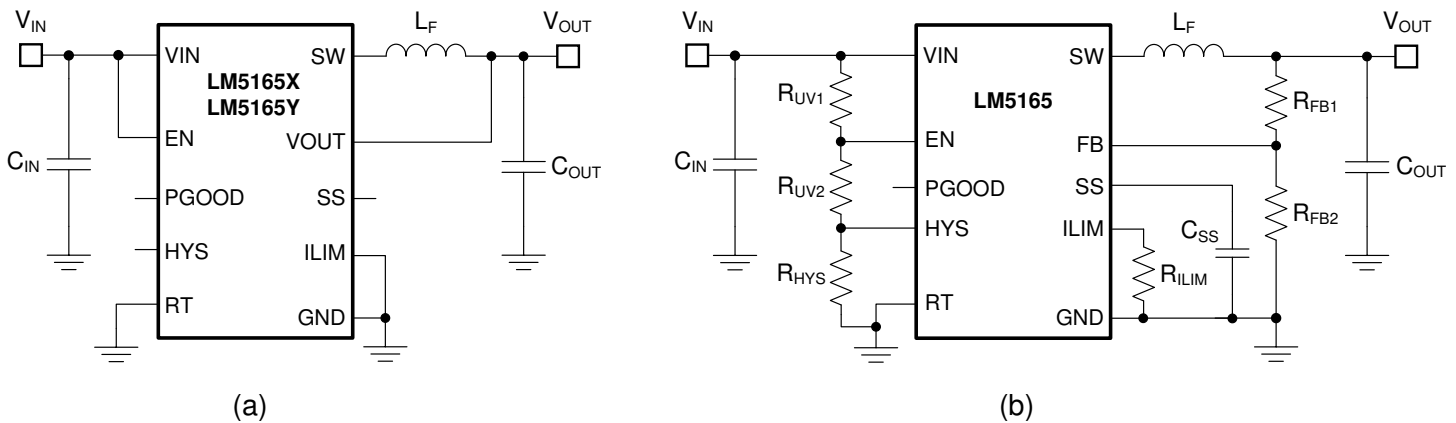 VIN
LF
VOUT
VIN
SW
LM5165X
LM5165Y
EN
VOUT
CIN
COUT
PGOOD
SS
HYS
ILIM
RT
GND
(a)
VIN
LF
VOUT
VIN
SW
RUV1
LM5165
RFB1
EN
FB
CIN
COUT
RUV2
PGOOD
SS
RFB2
HYS
ILIM
CSS
RHYS
RILIM
RT
GND
(b)